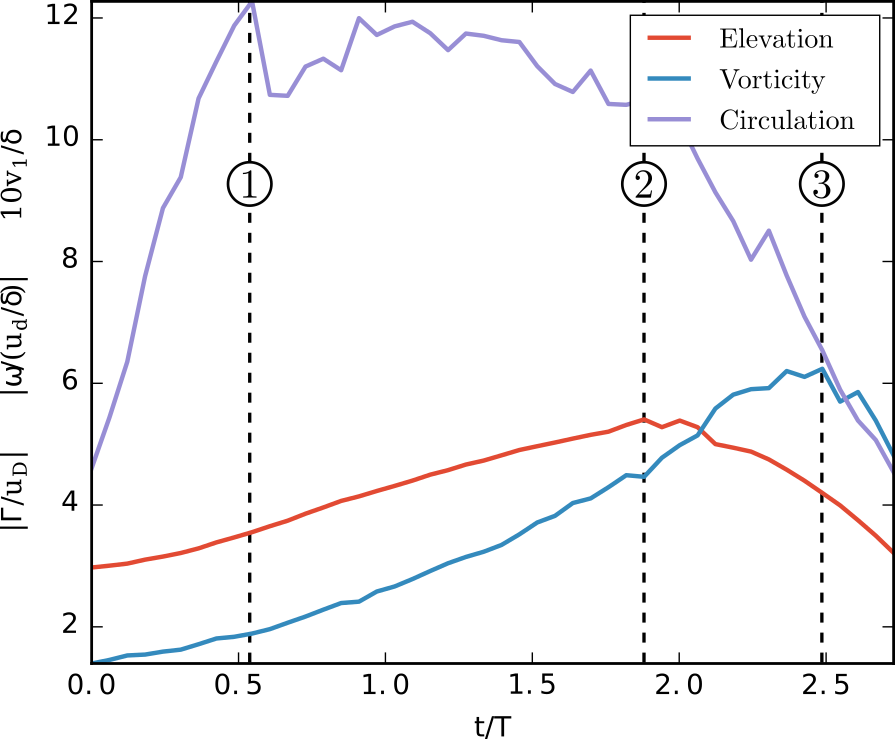 12
10
8
6
4
2
0.0 0.5 1.0 1.5 2.0 2.5
t/T
|Γ/u_D| |ω/(u_d/δ)| 10v_1/δ
Elevation
Vorticity
Circulation
1 2 3